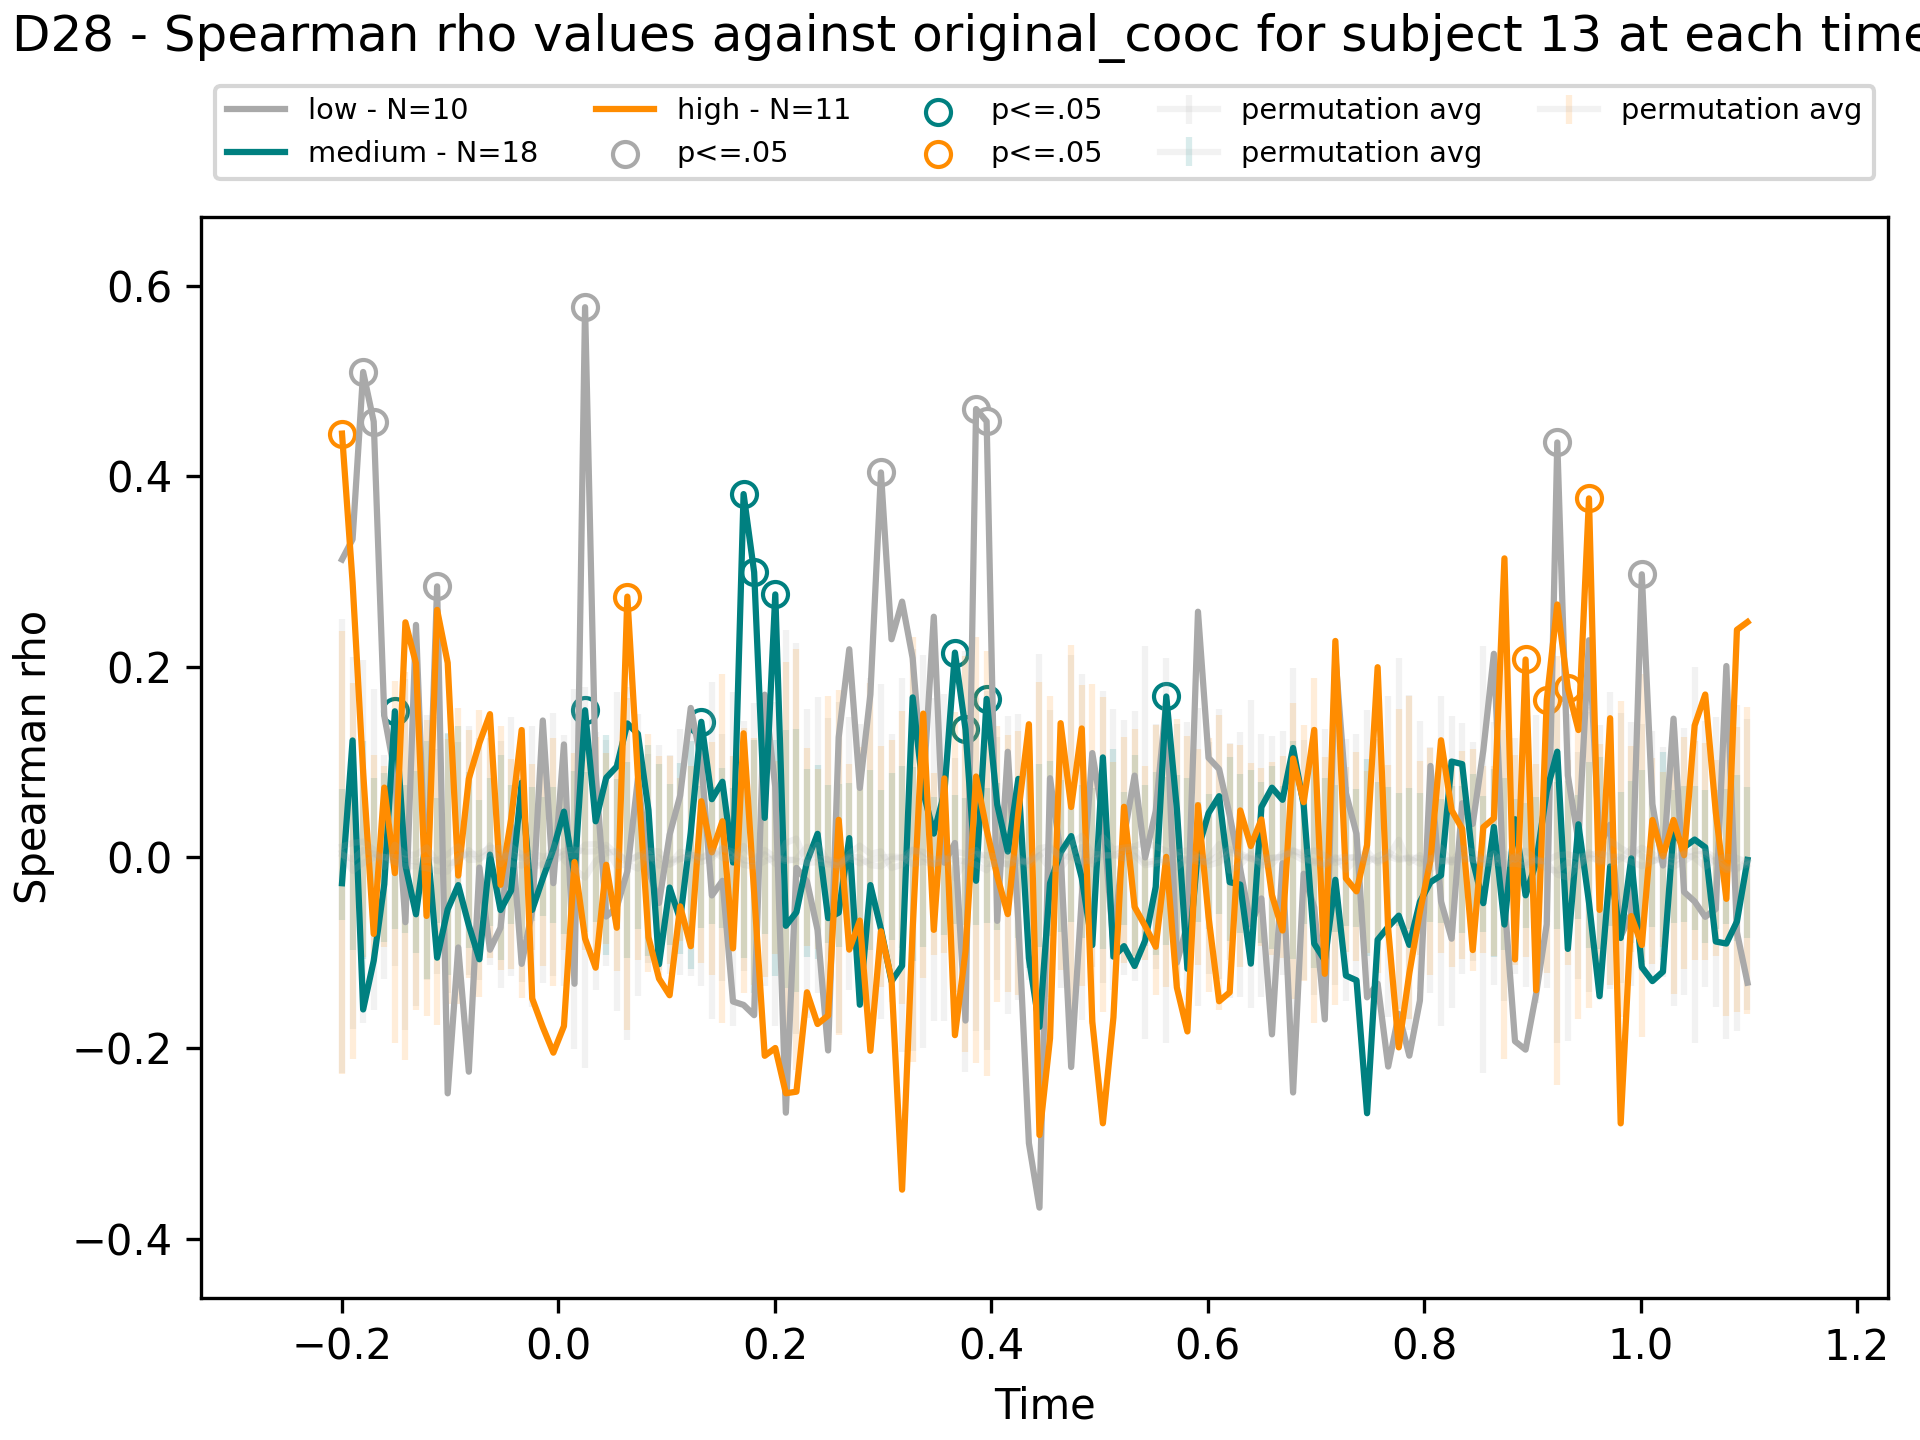 D28 - Spearman rho values against original_cooc for subject 13 at each time
low - N=10
medium - N=18
high - N=11
p<=.05
p<=.05
p<=.05
permutation avg
permutation avg
permutation avg
Spearman rho
0.6
0.4
0.2
0.0
−0.2
−0.4
−0.2 0.0 0.2 0.4 0.6 0.8 1.0 1.2
Time